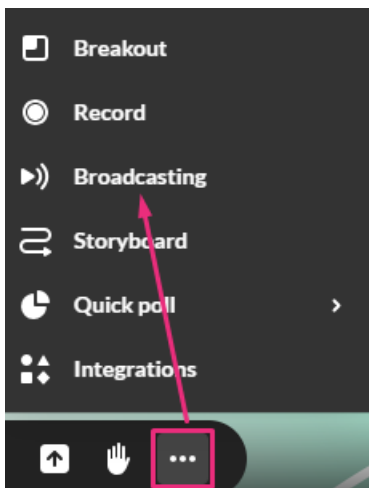 Breakout
Record
Broadcasting
Storyboard
Quick poll
Integrations